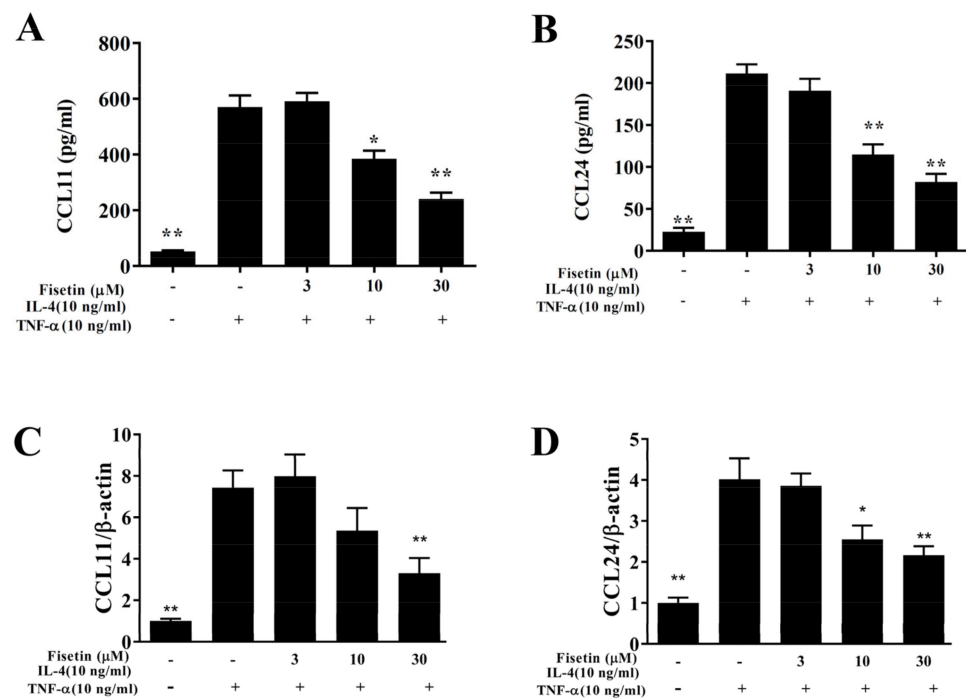 A
CCL11 (pg/ml)
800
600
400
200
0
**
*
**
Fisetin (μM) - - 3 10 30
IL-4(10 ng/ml)
TNF-α (10 ng/ml) - + + + +
B
CCL24 (pg/ml)
250
200
150
100
50
0
**
**
**
Fisetin (μM) - - 3 10 30
IL-4(10 ng/ml)
TNF-α (10 ng/ml) - + + + +
C
CCL11/β-actin
10
8
6
4
2
0
**
**
Fisetin (μM) - - 3 10 30
IL-4(10 ng/ml)
TNF-α (10 ng/ml) - + + + +
D
CCL24/β-actin
5
4
3
2
1
0
**
*
**
Fisetin (μM) - - 3 10 30
IL-4(10 ng/ml)
TNF-α (10 ng/ml) - + + + +